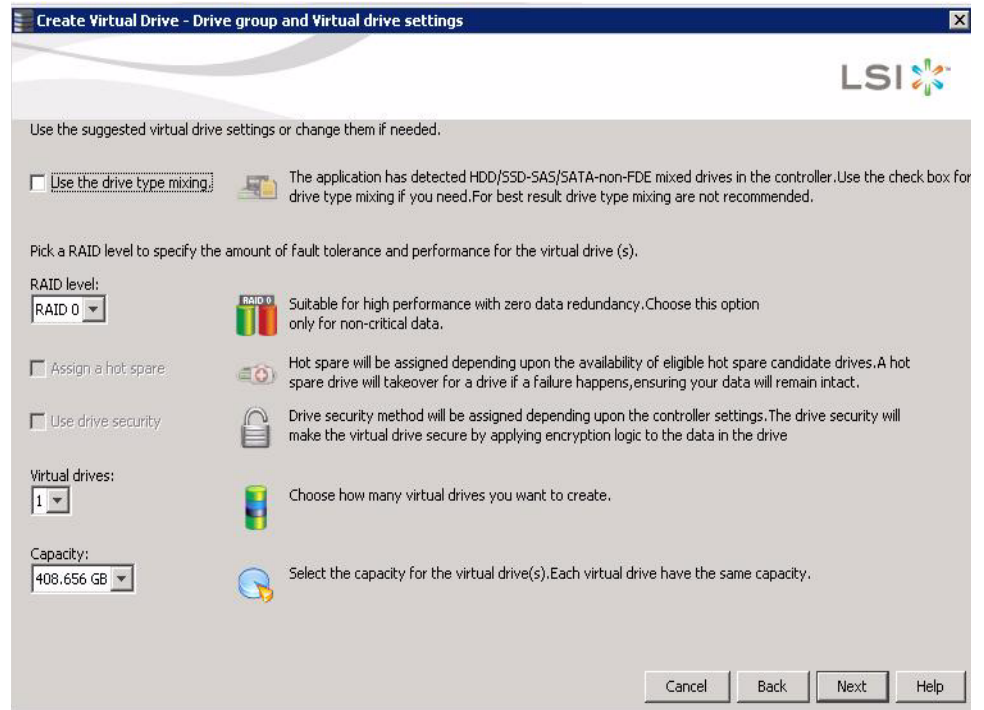 Create Virtual Drive - Drive group and Virtual drive settings
LSI
Use the suggested virtual drive settings or change them if needed.
Use the drive type mixing.
The application has detected HDD/SSD-SAS/SATA-non-FDE mixed drives in the controller.Use the check box for
drive type mixing if you need.For best result drive type mixing are not recommended.
Pick a RAID level to specify the amount of fault tolerance and performance for the virtual drive (s).
RAID level:
RAID 0
RAID 0
Suitable for high performance with zero data redundancy.Choose this option
only for non-critical data.
Assign a hot spare
Hot spare will be assigned depending upon the availability of eligible hot spare candidate drives.A hot
spare drive will takeover for a drive if a failure happens,ensuring your data will remain intact.
Use drive security
Drive security method will be assigned depending upon the controller settings.The drive security will
make the virtual drive secure by applying encryption logic to the data in the drive
Virtual drives:
1
Choose how many virtual drives you want to create.
Capacity:
408.656 GB
Select the capacity for the virtual drive(s).Each virtual drive have the same capacity.
Cancel
Back
Next
Help